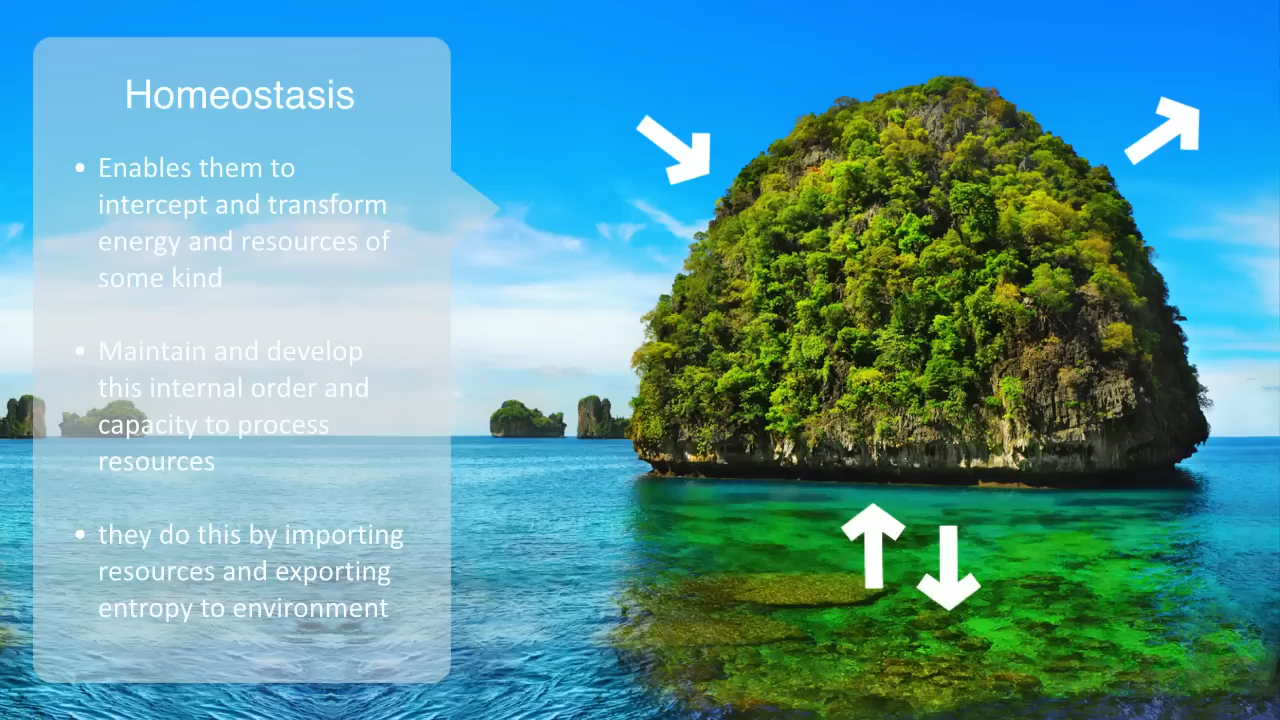 Homeostasis
• Enables them to
intercept and transform
energy and resources of
some kind
• Maintain and develop
this internal order and
capacity to process
resources
• they do this by importing
resources and exporting
entropy to environment